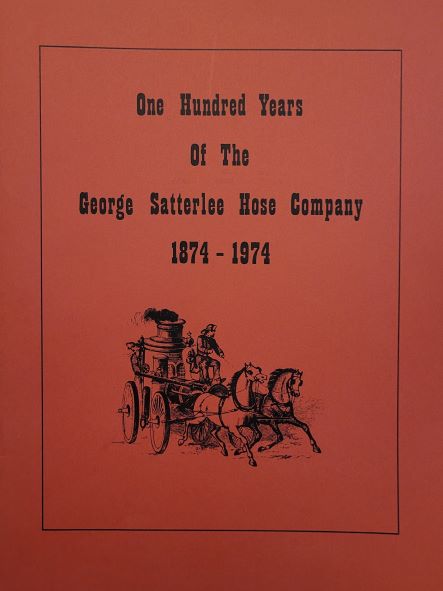 One Hundred Years
Of The
George Satterlee Hose Company
1874 - 1974